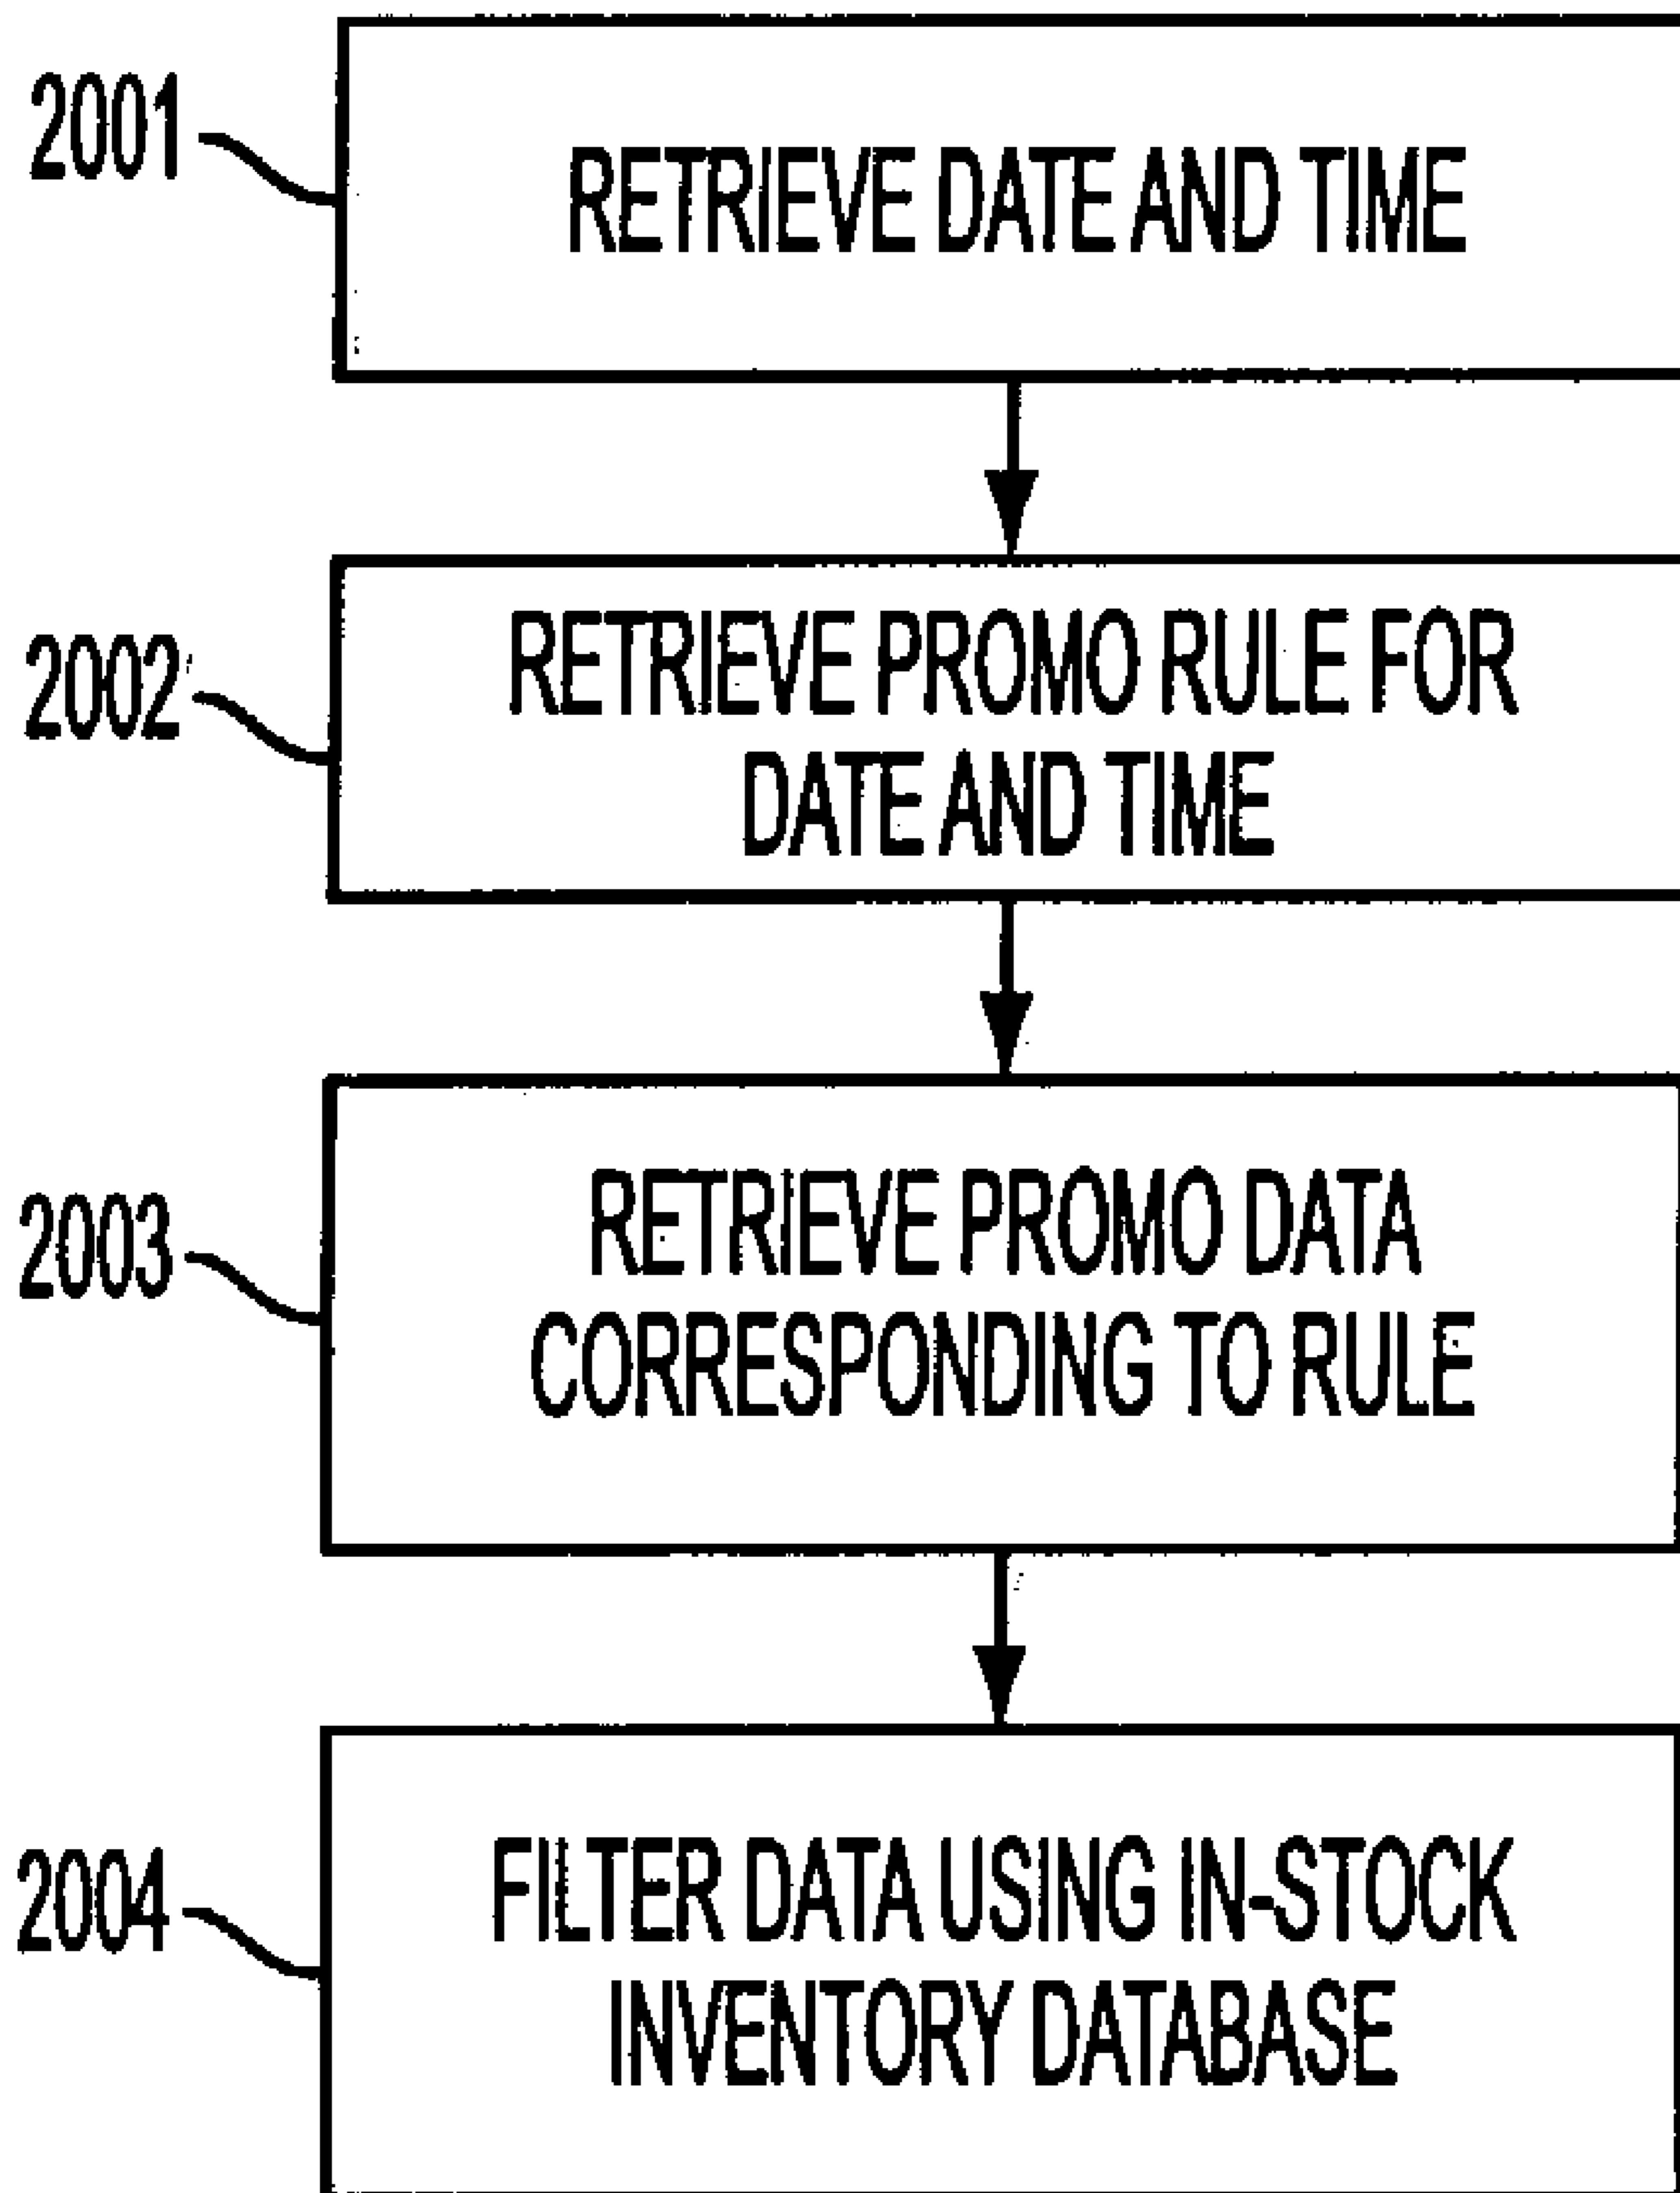 2001
RETRIEVE DATE AND TIME
2002
RETRIEVE PROMO RULE FOR
DATE AND TIME
2003
RETRIEVE PROMO DATA
CORRESPONDING TO RULE
2004
FILTER DATA USING IN-STOCK
INVENTORY DATABASE